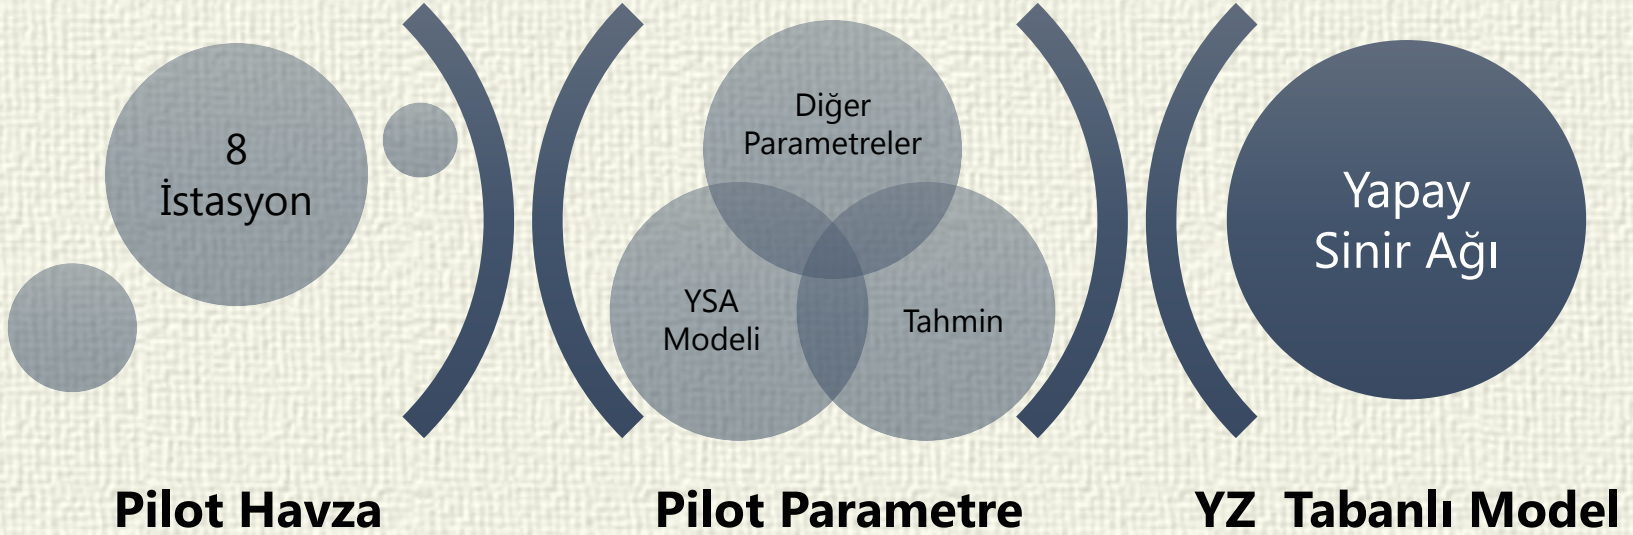 8
İstasyon
Diğer
Parametreler
YSA
Modeli
Tahmin
Yapay
Sinir Ağı
Pilot Havza
Pilot Parametre
YZ  Tabanlı Model